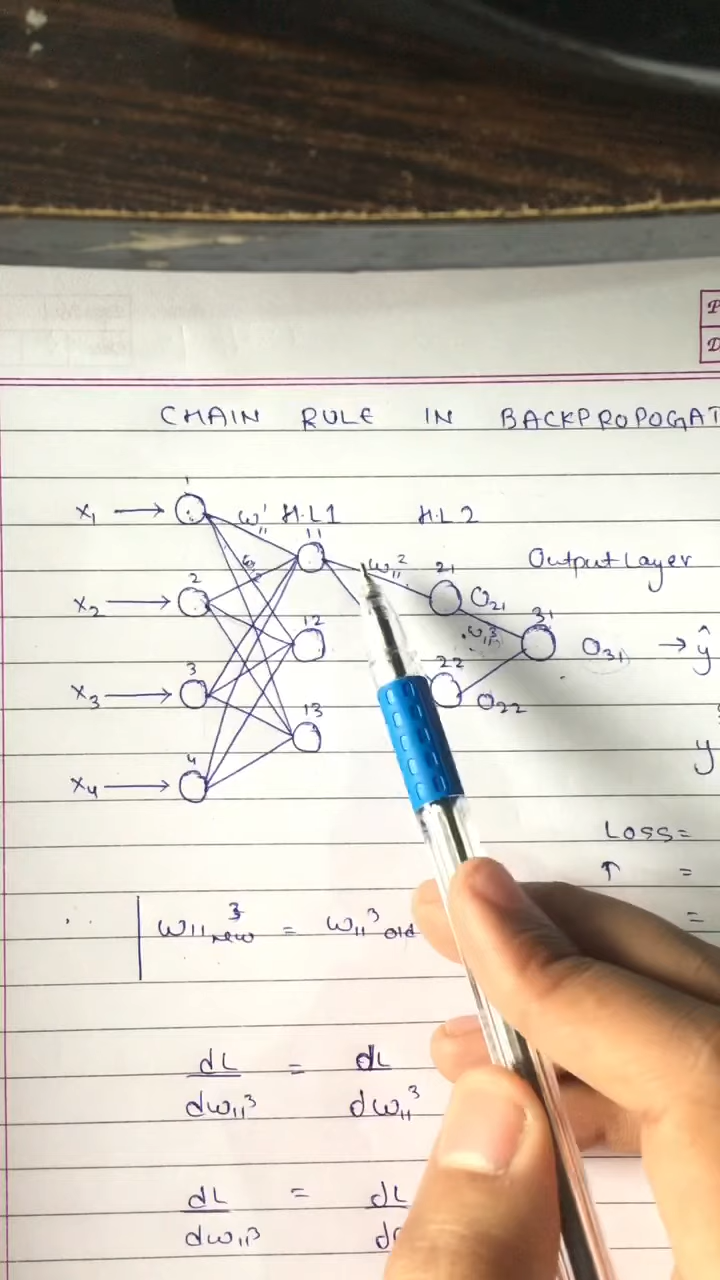 P
D
CHAIN RULE IN BACKPROPOGAT
1
x₁ → w₁₁¹ H.L1 H.L2
11
w₁₁² 21 Output Layer
x₂ → 2 O₂₁ 31
12 w₁₁³ O₃₁ → ŷ
x₃ → 3 22
13 O₂₂ y
x₄ → 4
Loss=
↑ =
∴ w₁₁³new = w₁₁³old =
dL/dw₁₁³ = dL/dw₁₁³
dL/dw₁₁³ = dL